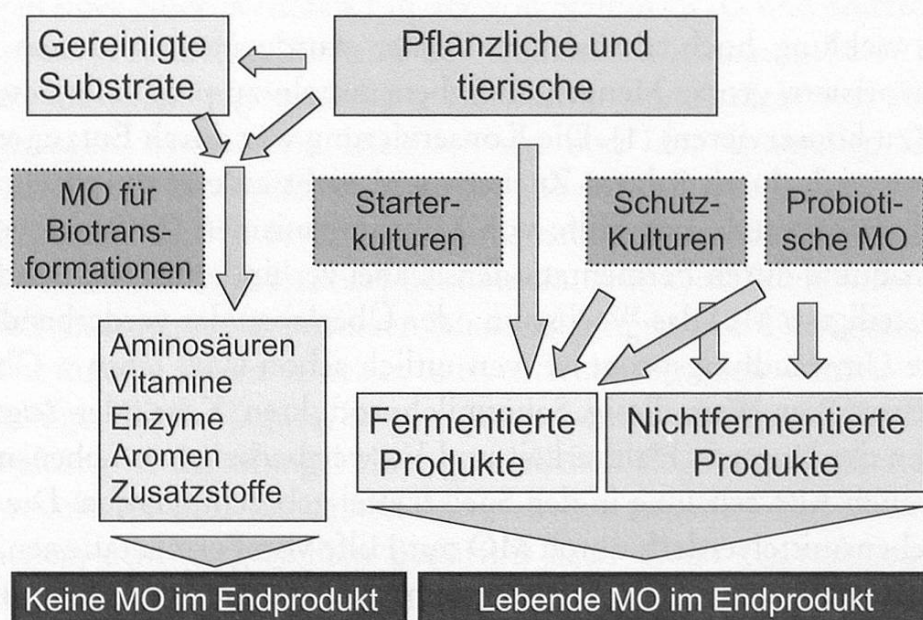 Gereinigte
Substrate
Pflanzliche und
tierische
MO für
Biotrans-
formationen
Starter-
kulturen
Schutz-
Kulturen
Probioti-
sche MO
Aminosäuren
Vitamine
Enzyme
Aromen
Zusatzstoffe
Fermentierte
Produkte
Nichtfermentierte
Produkte
Keine MO im Endprodukt
Lebende MO im Endprodukt